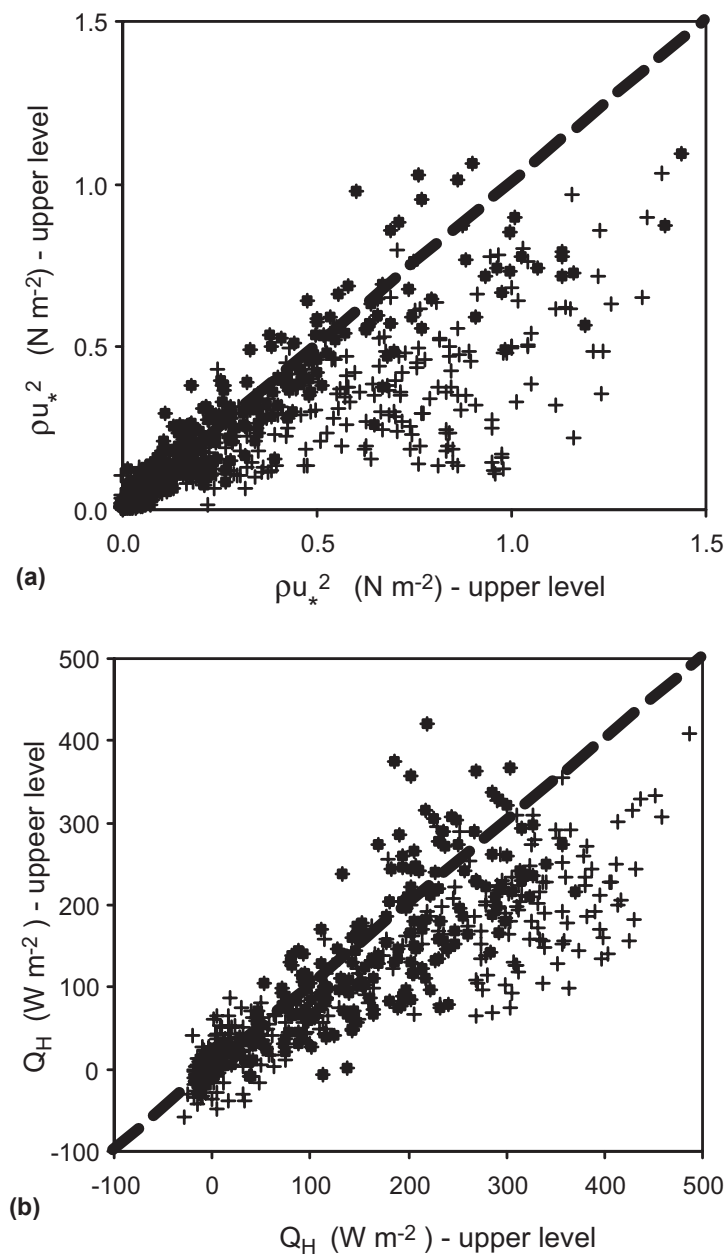 1.5
1.0
0.5
0.0
ρu*² (N m-2) - upper level
0.0 0.5 1.0 1.5
(a)
ρu*² (N m-2) - upper level
500
400
300
200
100
0
-100
Q_H (W m-2) - uppeer level
-100 0 100 200 300 400 500
(b)
Q_H (W m-2) - upper level